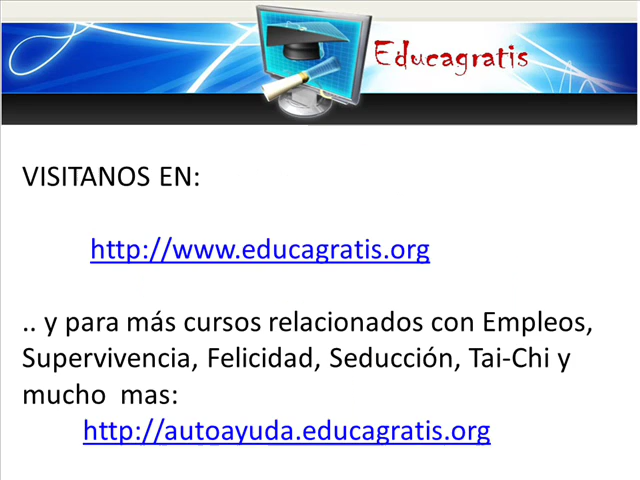 Educagratis
VISITANOS EN:
http://www.educagratis.org
.. y para más cursos relacionados con Empleos,
Supervivencia, Felicidad, Seducción, Tai-Chi y
mucho  mas:
http://autoayuda.educagratis.org